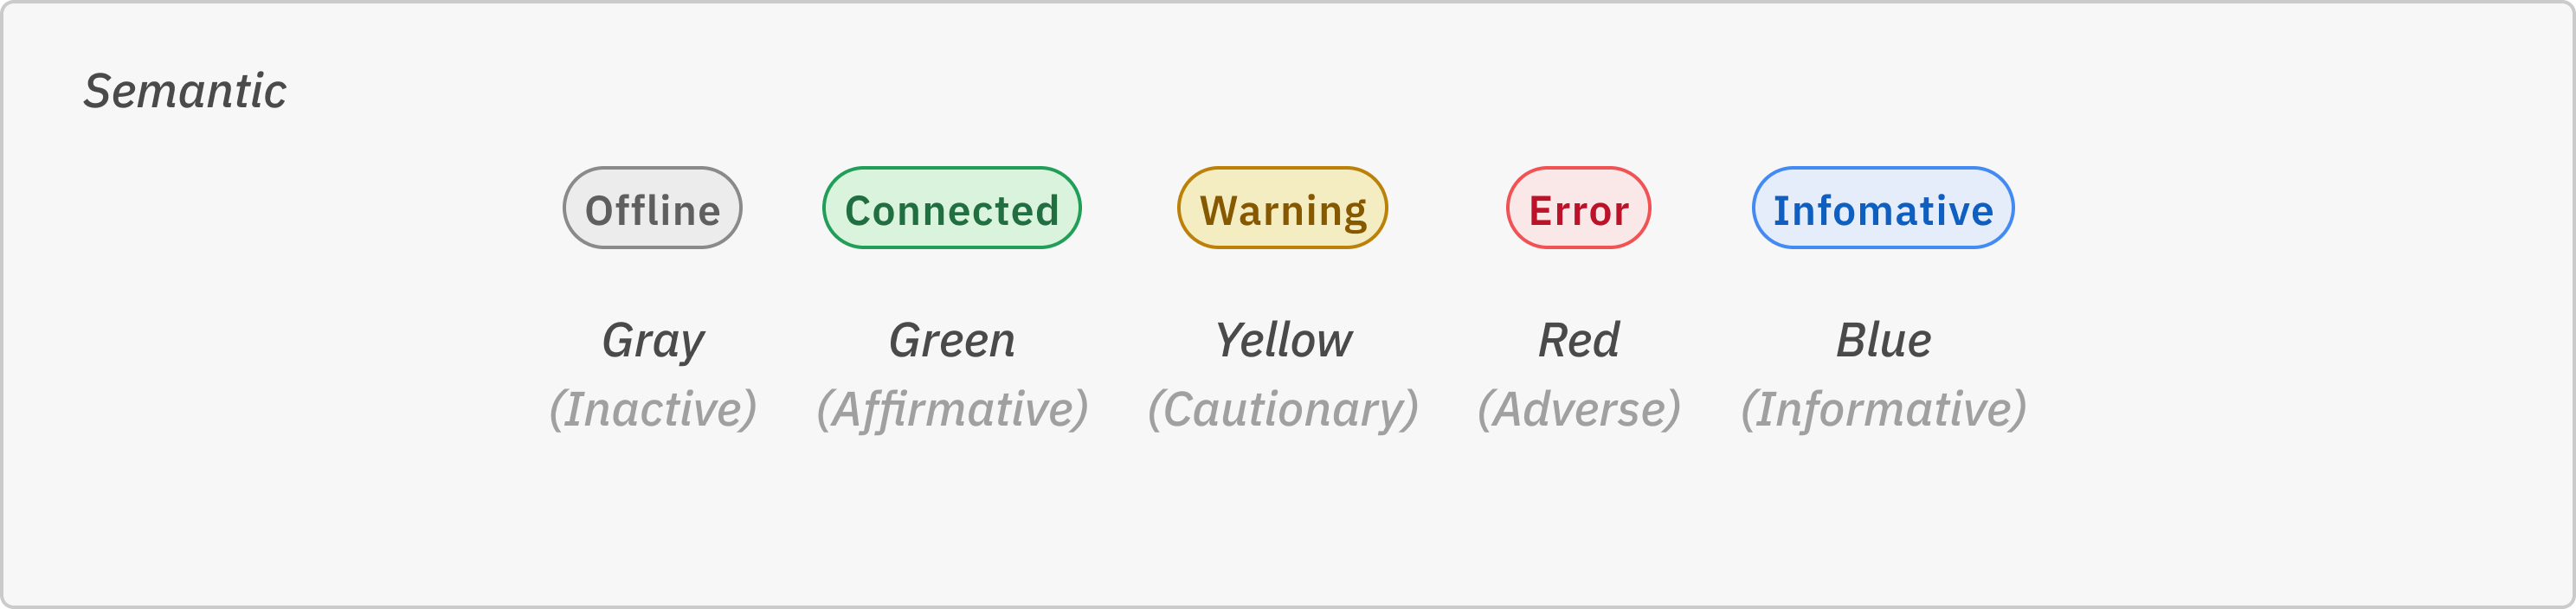 Semantic
Offline Connected Warning Error Infomative
Gray Green Yellow Red Blue
(Inactive) (Affirmative) (Cautionary) (Adverse) (Informative)